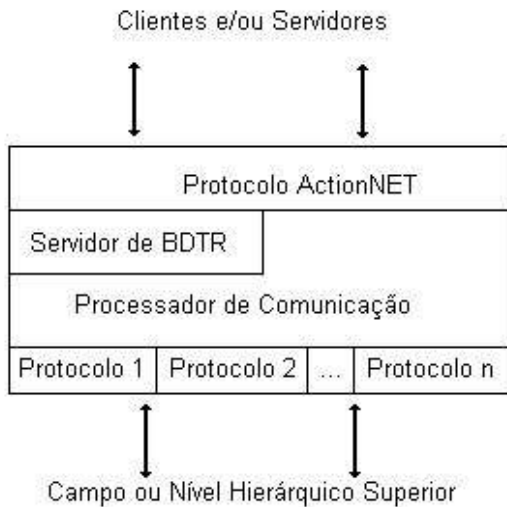 Clientes e/ou Servidores
Protocolo ActionNET
Servidor de BDTR
Processador de Comunicação
Protocolo 1 Protocolo 2 ... Protocolo n
Campo ou Nível Hierárquico Superior